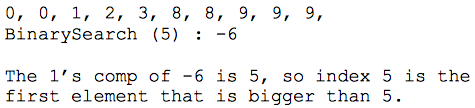 0, 0, 1, 2, 3, 8, 8, 9, 9, 9,
BinarySearch (5) : -6
The 1’s comp of -6 is 5, so index 5 is the
first element that is bigger than 5.